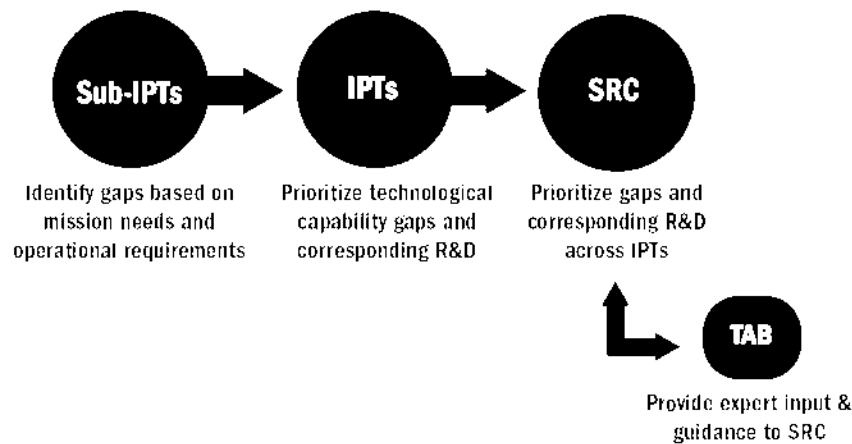 Sub-IPTs
IPTs
SRC
Identify gaps based on
mission needs and
operational requirements
Prioritize technological
capability gaps and
corresponding R&D
Prioritize gaps and
corresponding R&D
across IPTs
TAB
Provide expert input &
guidance to SRC